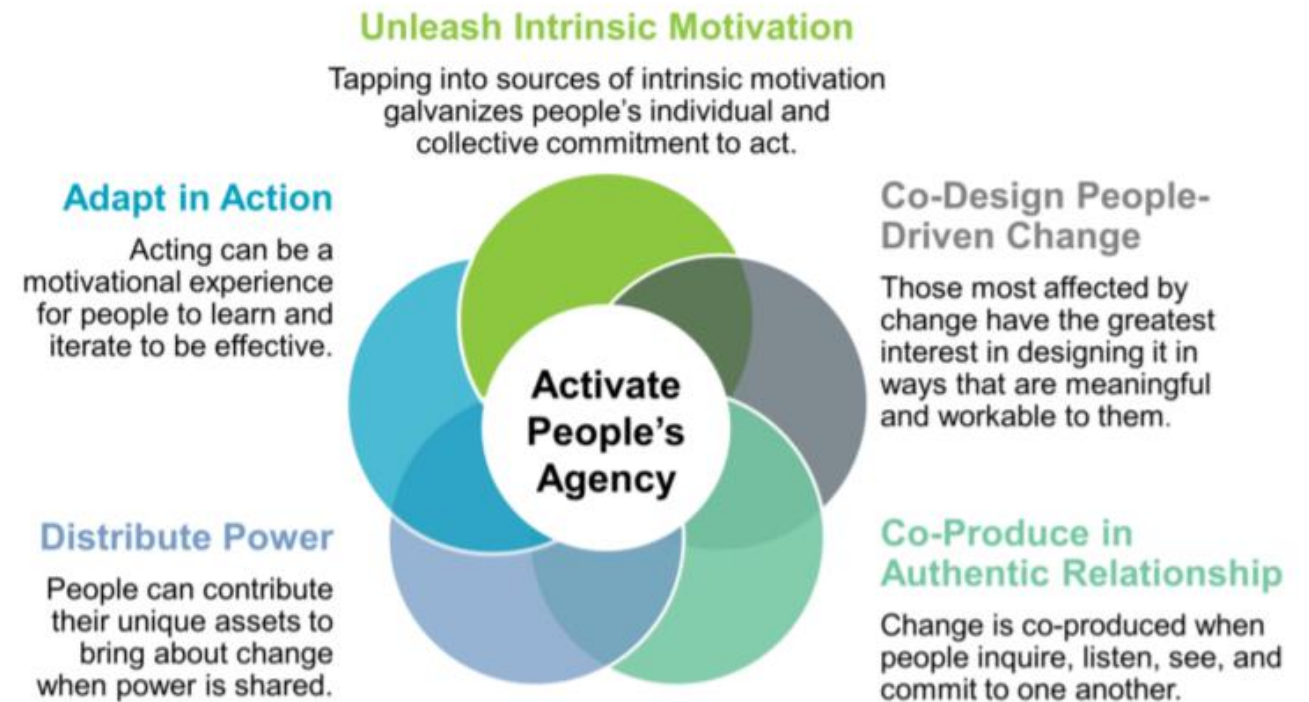 Unleash Intrinsic Motivation
Tapping into sources of intrinsic motivation
galvanizes people's individual and
collective commitment to act.
Adapt in Action
Acting can be a
motivational experience
for people to learn and
iterate to be effective.
Co-Design People-
Driven Change
Those most affected by
change have the greatest
interest in designing it in
ways that are meaningful
and workable to them.
Activate
People's
Agency
Distribute Power
People can contribute
their unique assets to
bring about change
when power is shared.
Co-Produce in
Authentic Relationship
Change is co-produced when
people inquire, listen, see, and
commit to one another.